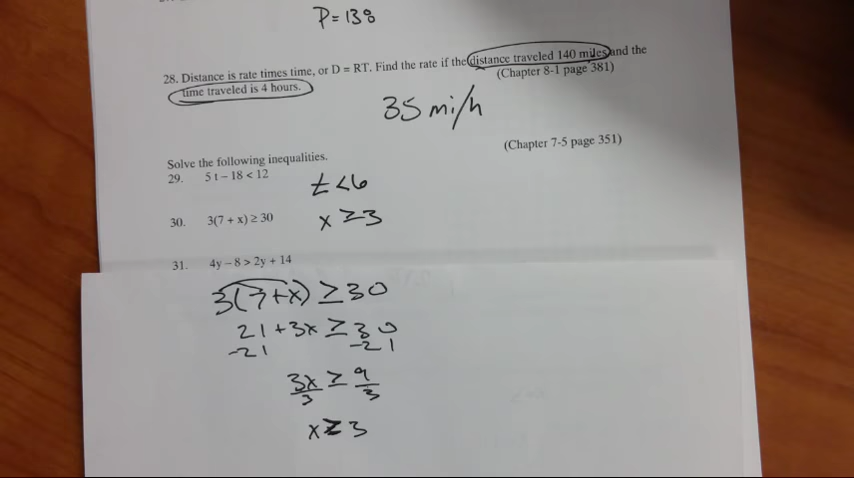 P=138
28. Distance is rate times time, or D = RT. Find the rate if the distance traveled 140 miles and the
time traveled is 4 hours.
(Chapter 8-1 page 381)
35 mi/h
Solve the following inequalities.
(Chapter 7-5 page 351)
29. 5 t – 18 < 12
t<6
30. 3(7 + x) ≥ 30
x≥3
31. 4y – 8 > 2y + 14
3(7+x)≥30
21+3x≥30
-21 -21
3x/3≥9/3
x≥3